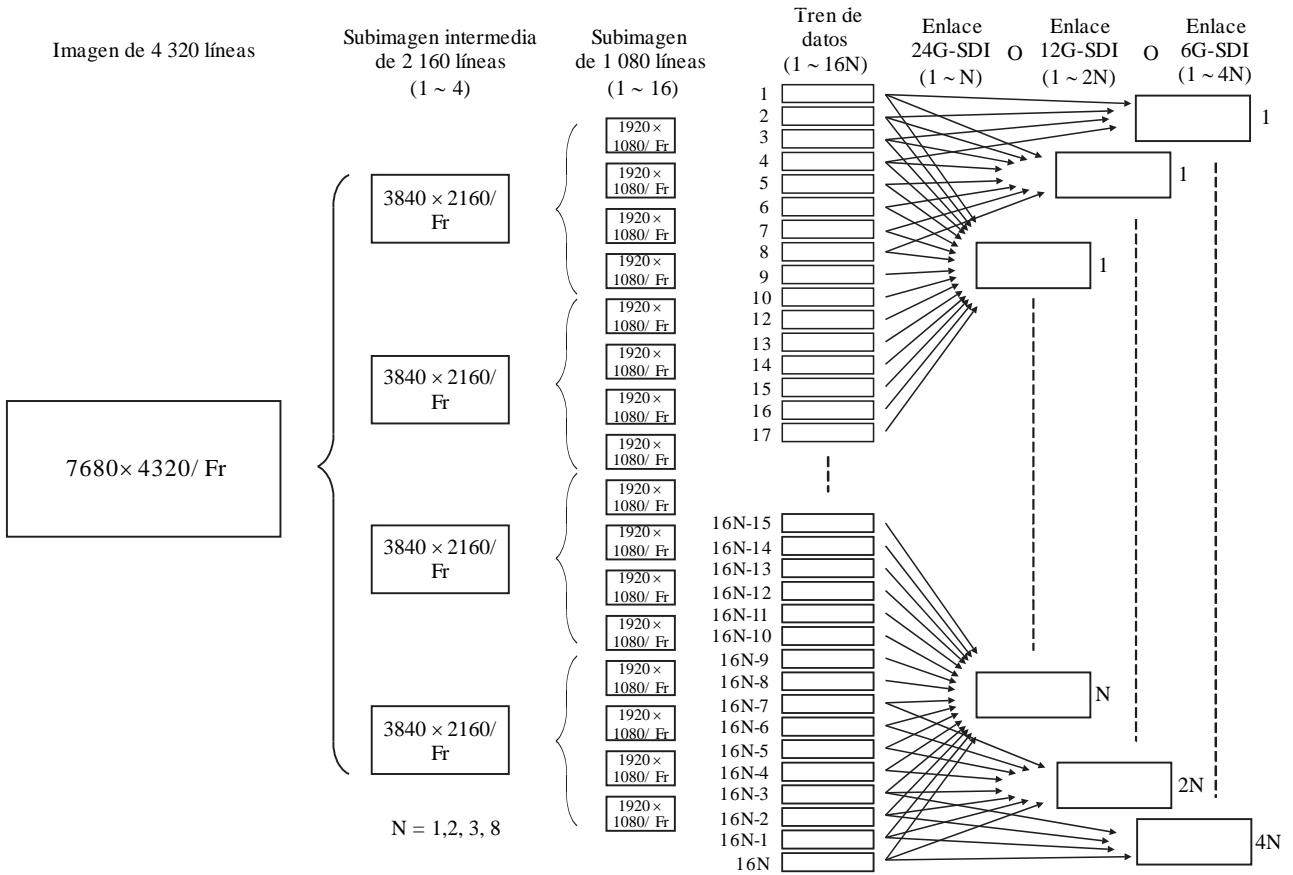 Imagen de 4 320 líneas
Subimagen intermedia
de 2 160 líneas
(1 ~ 4)
Subimagen
de 1 080 líneas
(1 ~ 16)
Tren de
datos
(1 ~ 16N)
Enlace
24G-SDI
(1 ~ N)
O
Enlace
12G-SDI
(1 ~ 2N)
O
Enlace
6G-SDI
(1 ~ 4N)
7680× 4320/ Fr
3840 × 2160/
Fr
3840 × 2160/
Fr
3840 × 2160/
Fr
3840 × 2160/
Fr
N = 1,2, 3, 8
1920×
1080/ Fr
1920×
1080/ Fr
1920×
1080/ Fr
1920×
1080/ Fr
1920×
1080/ Fr
1920×
1080/ Fr
1920×
1080/ Fr
1920×
1080/ Fr
1920×
1080/ Fr
1920×
1080/ Fr
1920×
1080/ Fr
1920×
1080/ Fr
1920×
1080/ Fr
1920×
1080/ Fr
1920×
1080/ Fr
1920×
1080/ Fr
1
2
3
4
5
6
7
8
9
10
12
13
14
15
16
17
16N-15
16N-14
16N-13
16N-12
16N-11
16N-10
16N-9
16N-8
16N-7
16N-6
16N-5
16N-4
16N-3
16N-2
16N-1
16N
1
1
1
N
2N
4N